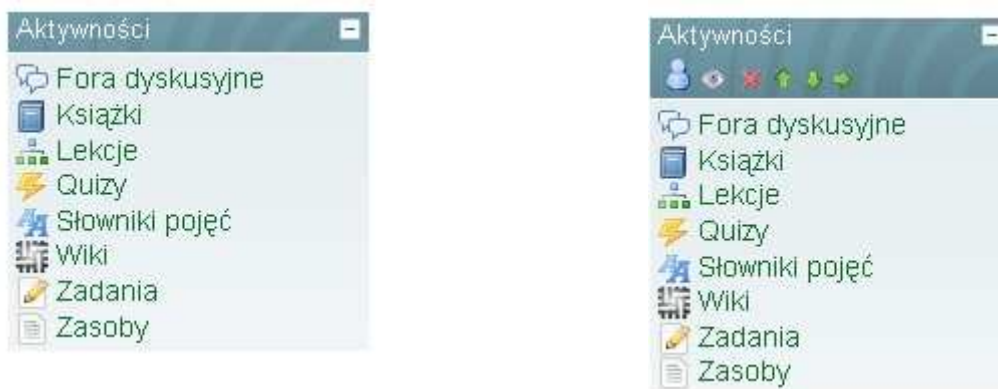 Aktywności
Fora dyskusyjne
Książki
Lekcje
Quizy
Słowniki pojęć
Wiki
Zadania
Zasoby
Aktywności
Fora dyskusyjne
Książki
Lekcje
Quizy
Słowniki pojęć
Wiki
Zadania
Zasoby